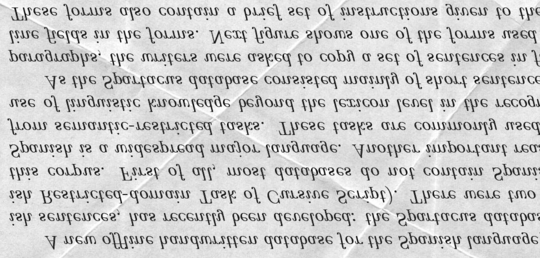 A new offline handwritten database for the Spanish language
ish sentences, has recently been developed: the Spartacus databas
ish Restricted-domain Task of Cursive Script). There were two
this corpus. First of all, most databases do not contain Spani
Spanish is a widespread major language. Another important rea
from semantic-restricted tasks. These tasks are commonly used
use of linguistic knowledge beyond the lexicon level in the recogn
As the Spartacus database consisted mainly of short sentence
paragraphs, the writers were asked to copy a set of sentences in f
line fields in the forms. Next figure shows one of the forms used
These forms also contain a brief set of instructions given to the